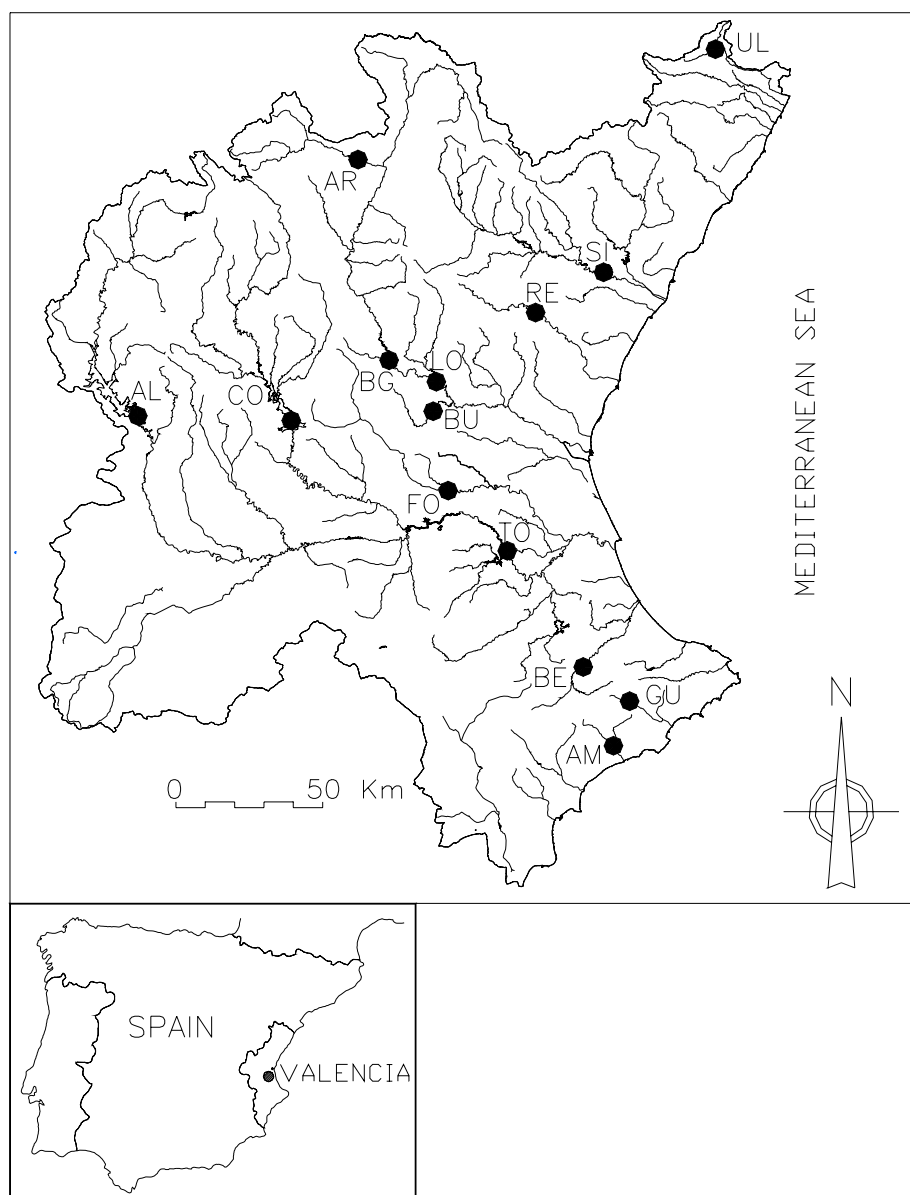 UL
AR
SI
RE
MEDITERRANEAN SEA
LO
BG
AL
CO
BU
FO
TO
BE
GU
N
AM
0 50 Km
SPAIN
VALENCIA